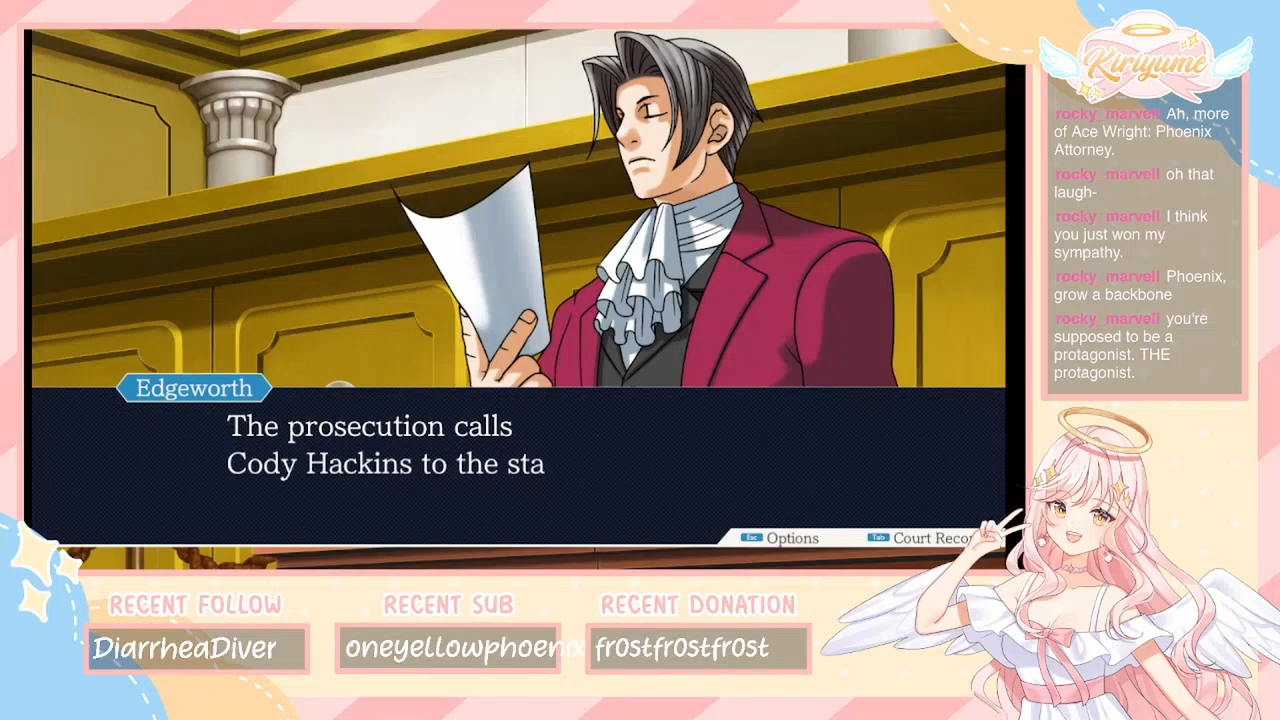 Kiriyume
rocky_marvell Ah, more
of Ace Wright: Phoenix
Attorney.
rocky_marvell oh that
laugh-
rocky_marvell I think
you just won my
sympathy.
rocky_marvell Phoenix,
grow a backbone
rocky_marvell you're
supposed to be a
protagonist. THE
protagonist.
Edgeworth
The prosecution calls
Cody Hackins to the sta
Esc Options
Tab Court Recor
RECENT FOLLOW
RECENT SUB
RECENT DONATION
DiarrheaDiver
oneyellowphoenix
frostfrostfrost